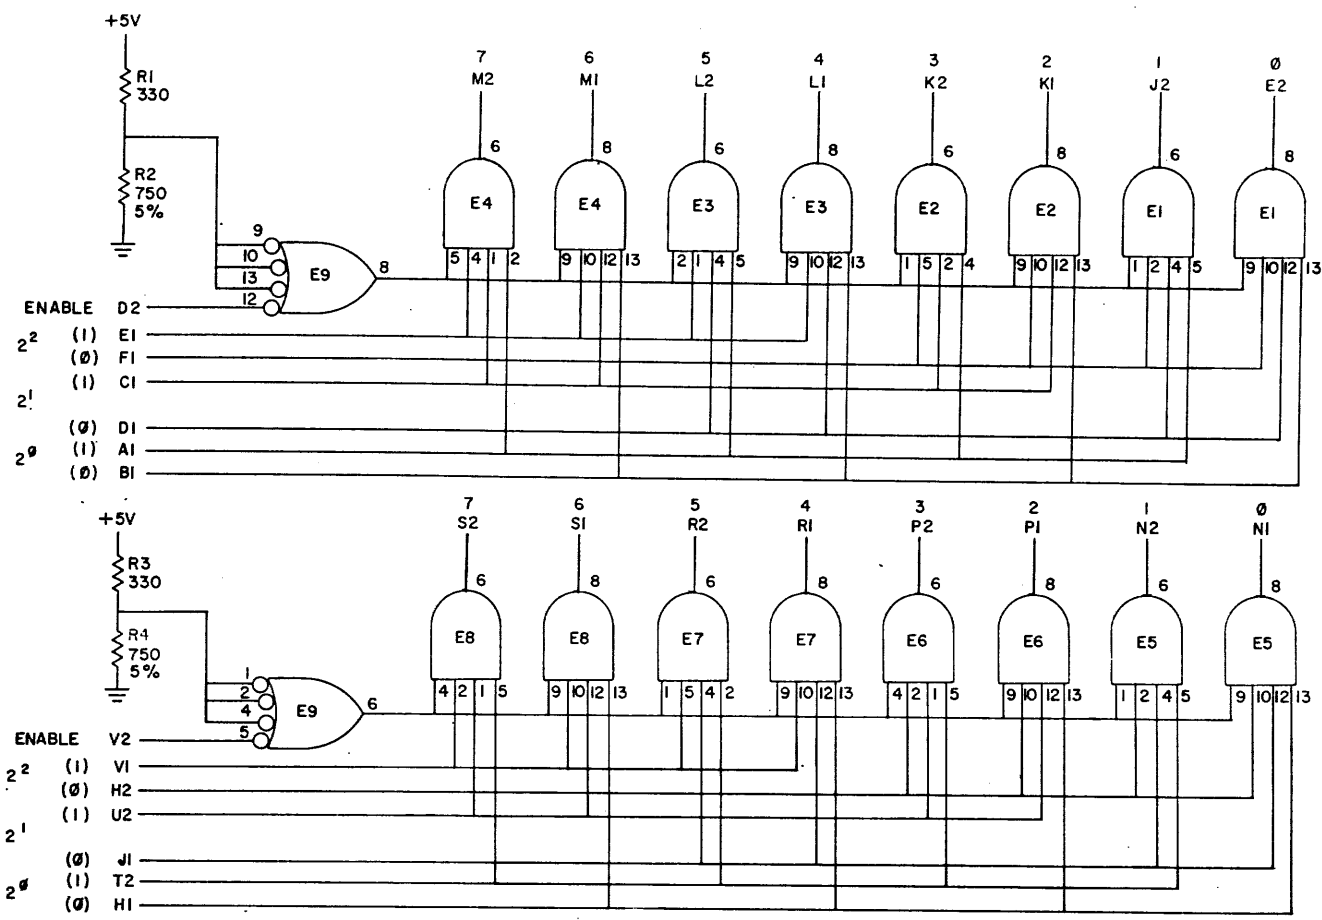 +5V
R1
330
R2
750
5%
7 6 5 4 3 2 1 Ø
M2 M1 L2 L1 K2 K1 J2 E2
6 8 6 8 6 8 6 8
E4 E4 E3 E3 E2 E2 E1 E1
5 4 1 2 9 10 12 13 2 1 4 5 9 10 12 13 1 5 2 4 9 10 12 13 1 2 4 5 9 10 12 13
9
10
13
12
E9
8
ENABLE D2
2² (1) E1
(Ø) F1
2¹ (1) C1
(Ø) D1
2Ø (1) A1
(Ø) B1
+5V
R3
330
R4
750
5%
7 6 5 4 3 2 1 Ø
S2 S1 R2 R1 P2 P1 N2 N1
6 8 6 8 6 8 6 8
E8 E8 E7 E7 E6 E6 E5 E5
4 2 1 5 9 10 12 13 1 5 4 2 9 10 12 13 4 2 1 5 9 10 12 13 1 2 4 5 9 10 12 13
1
2
4
5
E9
6
ENABLE V2
2² (1) V1
(Ø) H2
2¹ (1) U2
(Ø) J1
2Ø (1) T2
(Ø) H1